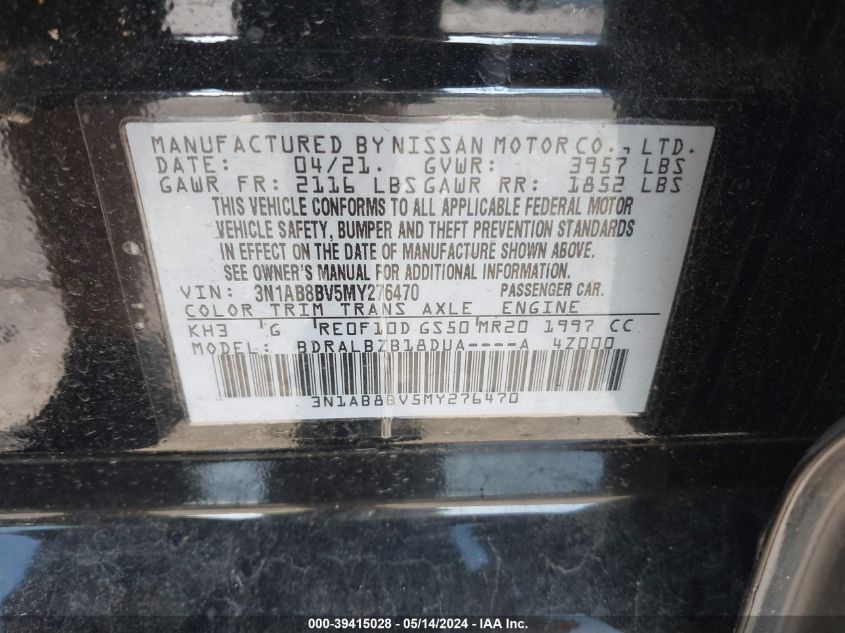 MANUFACTURED BY NISSAN MOTOR CO., LTD.
DATE: 04/21. GVWR: 3957 LBS
GAWR FR: 2116 LBS GAWR RR: 1852 LBS
THIS VEHICLE CONFORMS TO ALL APPLICABLE FEDERAL MOTOR
VEHICLE SAFETY, BUMPER AND THEFT PREVENTION STANDARDS
IN EFFECT ON THE DATE OF MANUFACTURE SHOWN ABOVE.
SEE OWNER'S MANUAL FOR ADDITIONAL INFORMATION.
VIN: 3N1AB8BV5MY276470 PASSENGER CAR.
COLOR TRIM TRANS AXLE ENGINE
KH3 G RE0F10D GS50 MR20 1997 CC
MODEL: BDRALBZB18DUA----A 4Z000
3N1AB8BV5MY276470
000-39415028 - 05/14/2024 - IAA Inc.